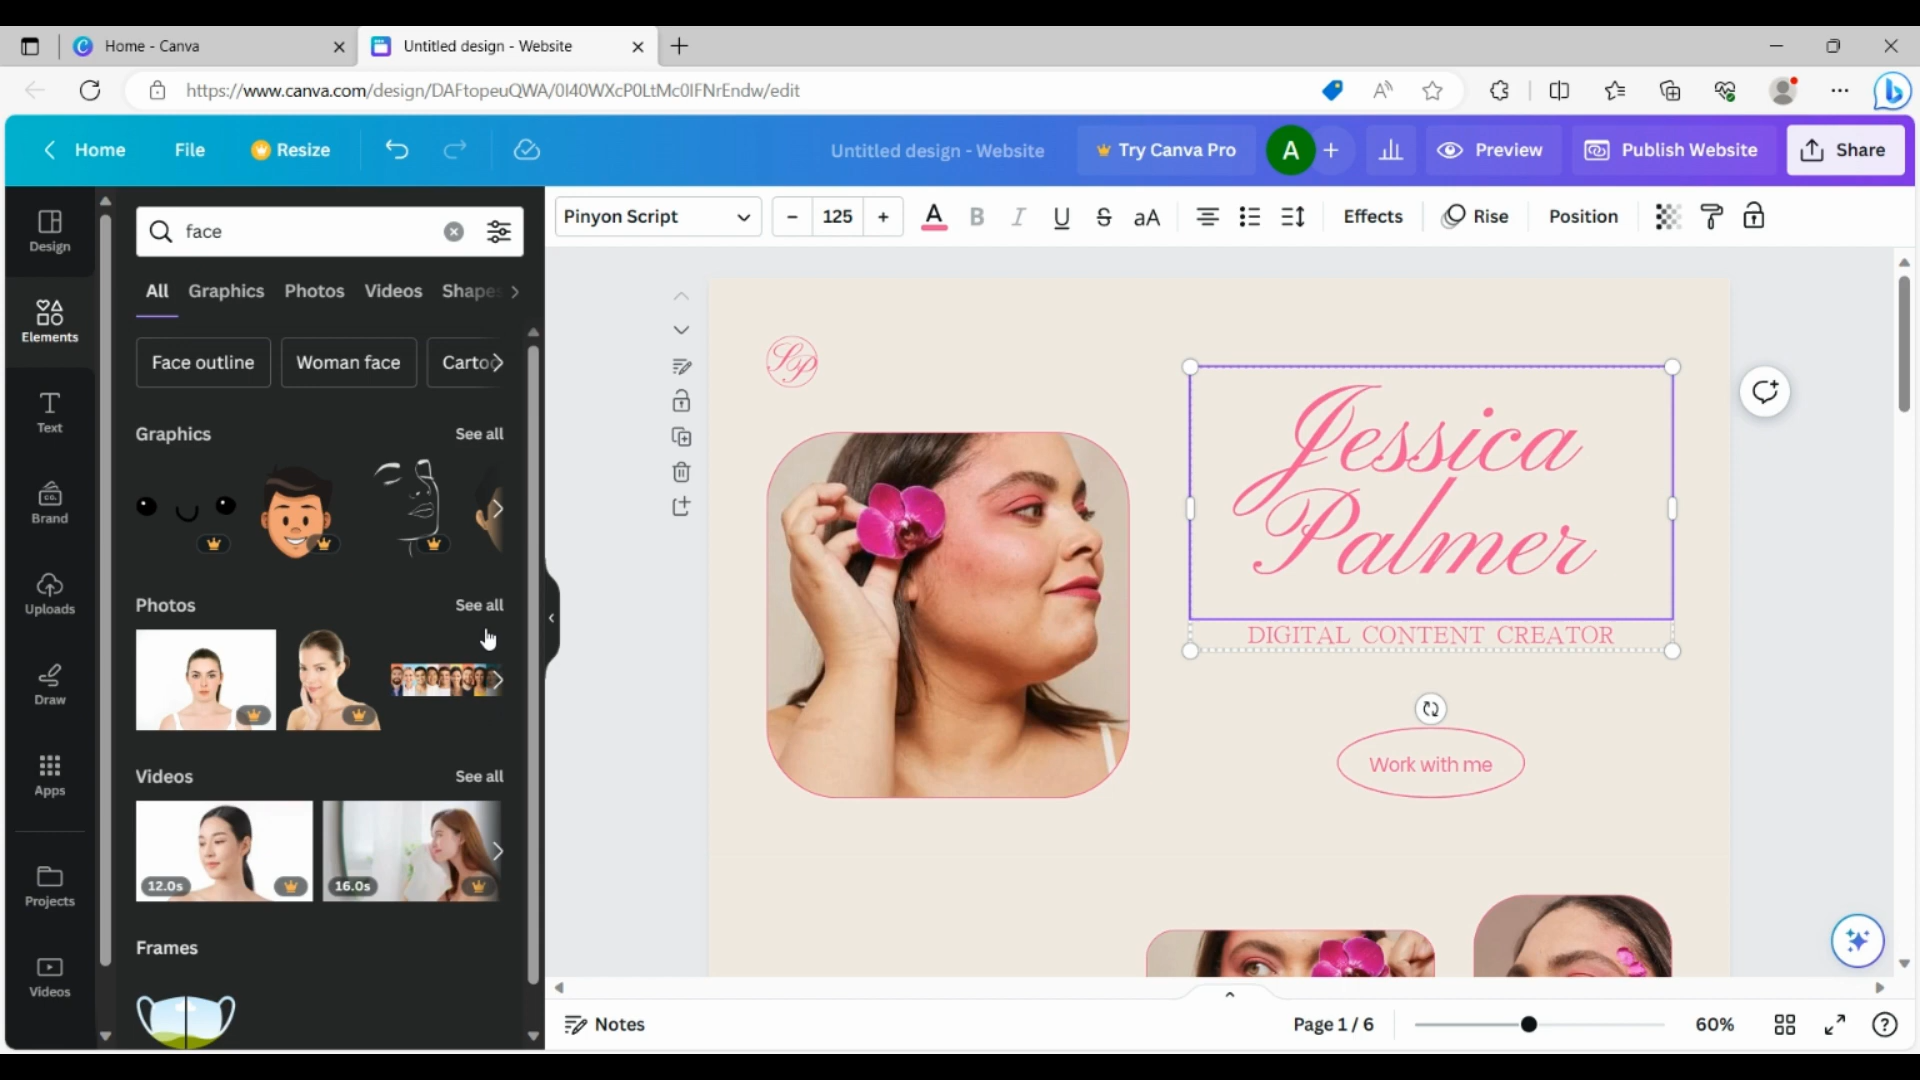 Home - Canva
Untitled design - Website
https://www.canva.com/design/DAFtopeuQWA/0I40WXcP0LtMc0IFNrEndw/edit
Home
File
Resize
Untitled design - Website
Try Canva Pro
A
Preview
Publish Website
Share
Design
Elements
Text
Brand
Uploads
Draw
Apps
Projects
Videos
face
All
Graphics
Photos
Videos
Shapes
Face outline
Woman face
Graphics
See all
Photos
See all
Videos
See all
12.0s
16.0s
Frames
Pinyon Script
- 125 +
A
B
I
U
S
aA
Effects
Rise
Position
Jessica
Palmer
DIGITAL CONTENT CREATOR
Work with me
Notes
Page 1 / 6
60%